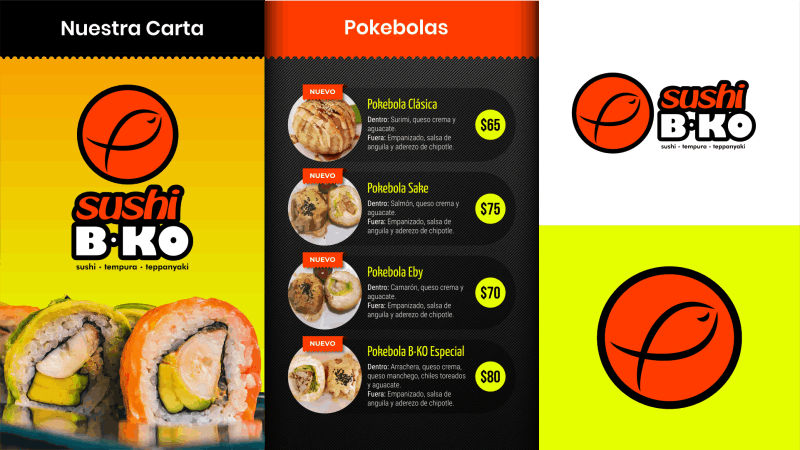 Nuestra Carta
sushi
B·KO
sushi • tempura • teppanyaki
Pokebolas
NUEVO
Pokebola Clásica
Dentro: Surimi, queso crema y
aguacate.
Fuera: Empanizado, salsa de
anguila y aderezo de chipotle.
$65
NUEVO
Pokebola Sake
Dentro: Salmón, queso crema y
aguacate.
Fuera: Empanizado, salsa de
anguila y aderezo de chipotle.
$75
NUEVO
Pokebola Eby
Dentro: Camarón, queso crema y
aguacate.
Fuera: Empanizado, salsa de
anguila y aderezo de chipotle.
$70
NUEVO
Pokebola B-KO Especial
Dentro: Arrachera, queso crema,
queso manchego, chiles toreados
y aguacate.
Fuera: Empanizado, salsa de
anguila y aderezo de chipotle.
$80
sushi
B·KO
sushi • tempura • teppanyaki